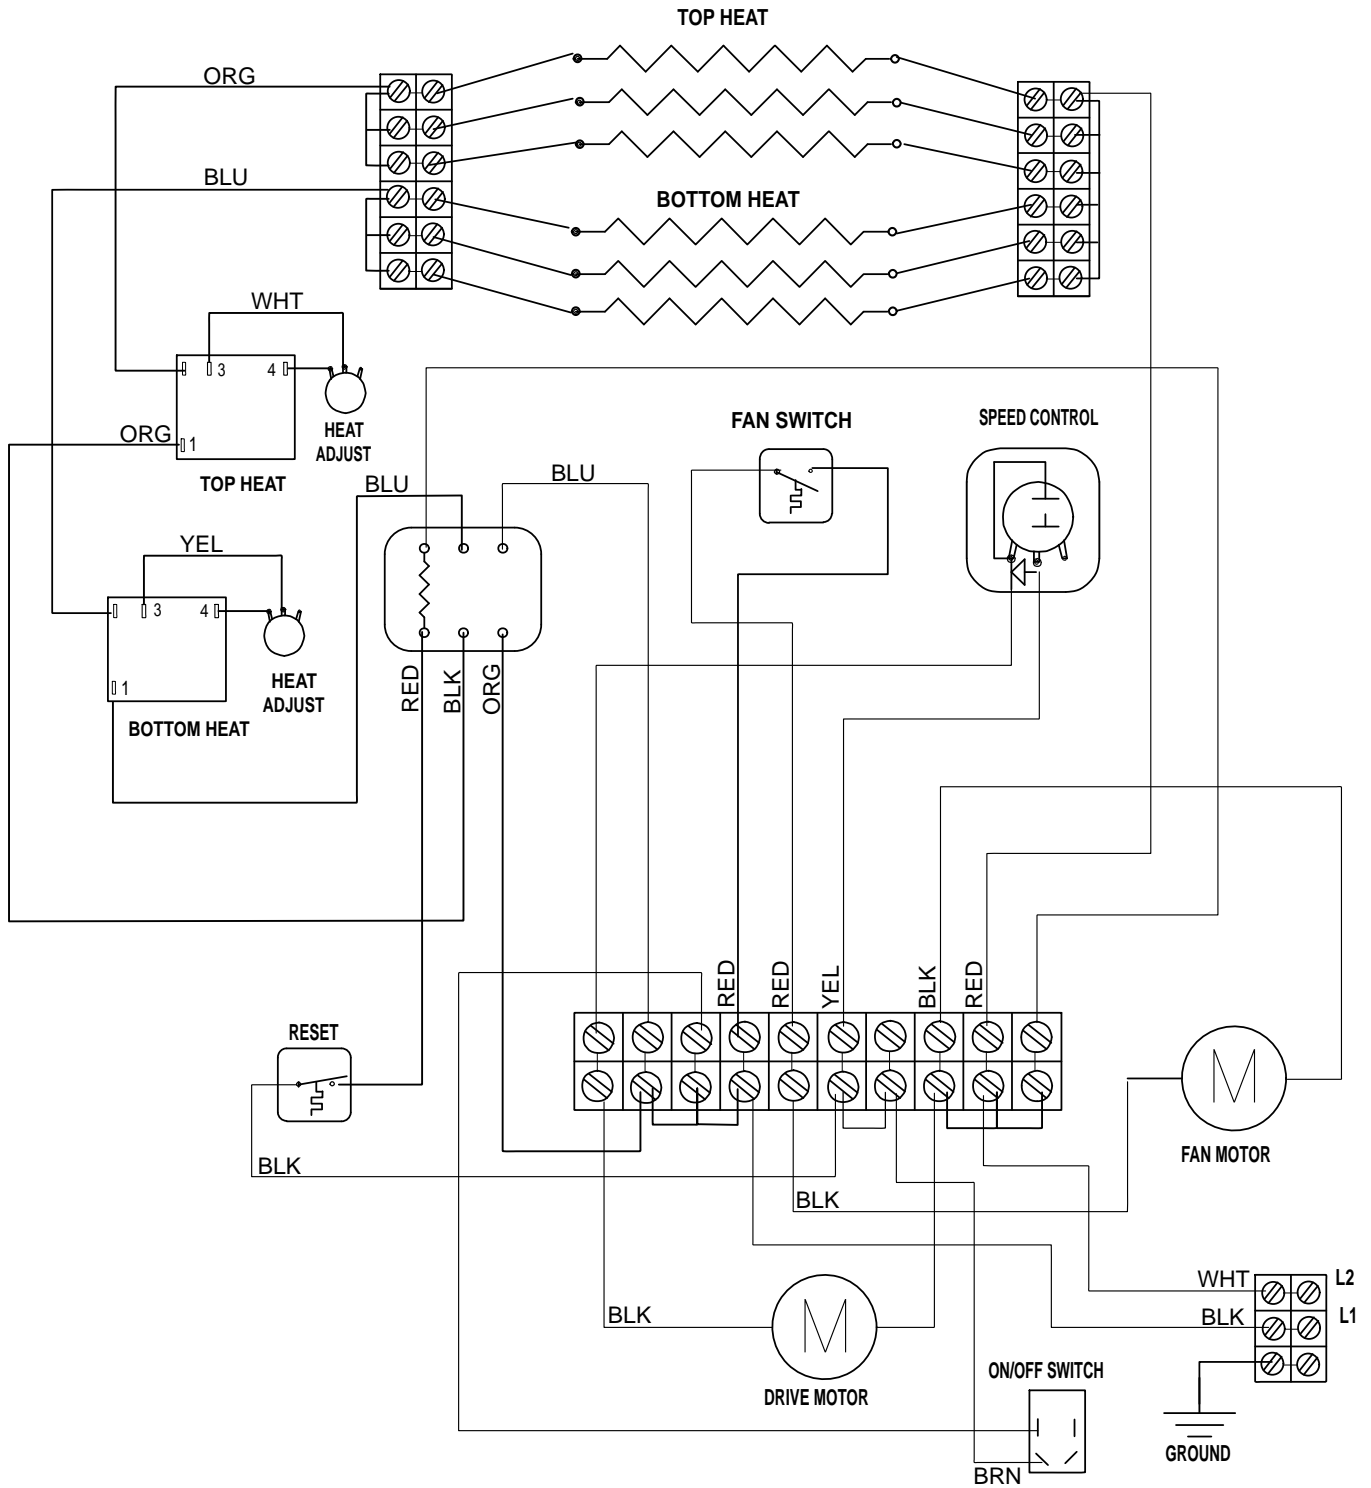 TOP HEAT
ORG
BLU
BOTTOM HEAT
WHT
3 4
HEAT
ADJUST
ORG
1
TOP HEAT
FAN SWITCH
SPEED CONTROL
BLU
BLU
YEL
3 4
1
HEAT
ADJUST
BOTTOM HEAT
RED
BLK
ORG
RED
RED
YEL
BLK
RED
RESET
M
FAN MOTOR
BLK
BLK
WHT
L2
BLK
L1
BLK
M
DRIVE MOTOR
ON/OFF SWITCH
GROUND
BRN